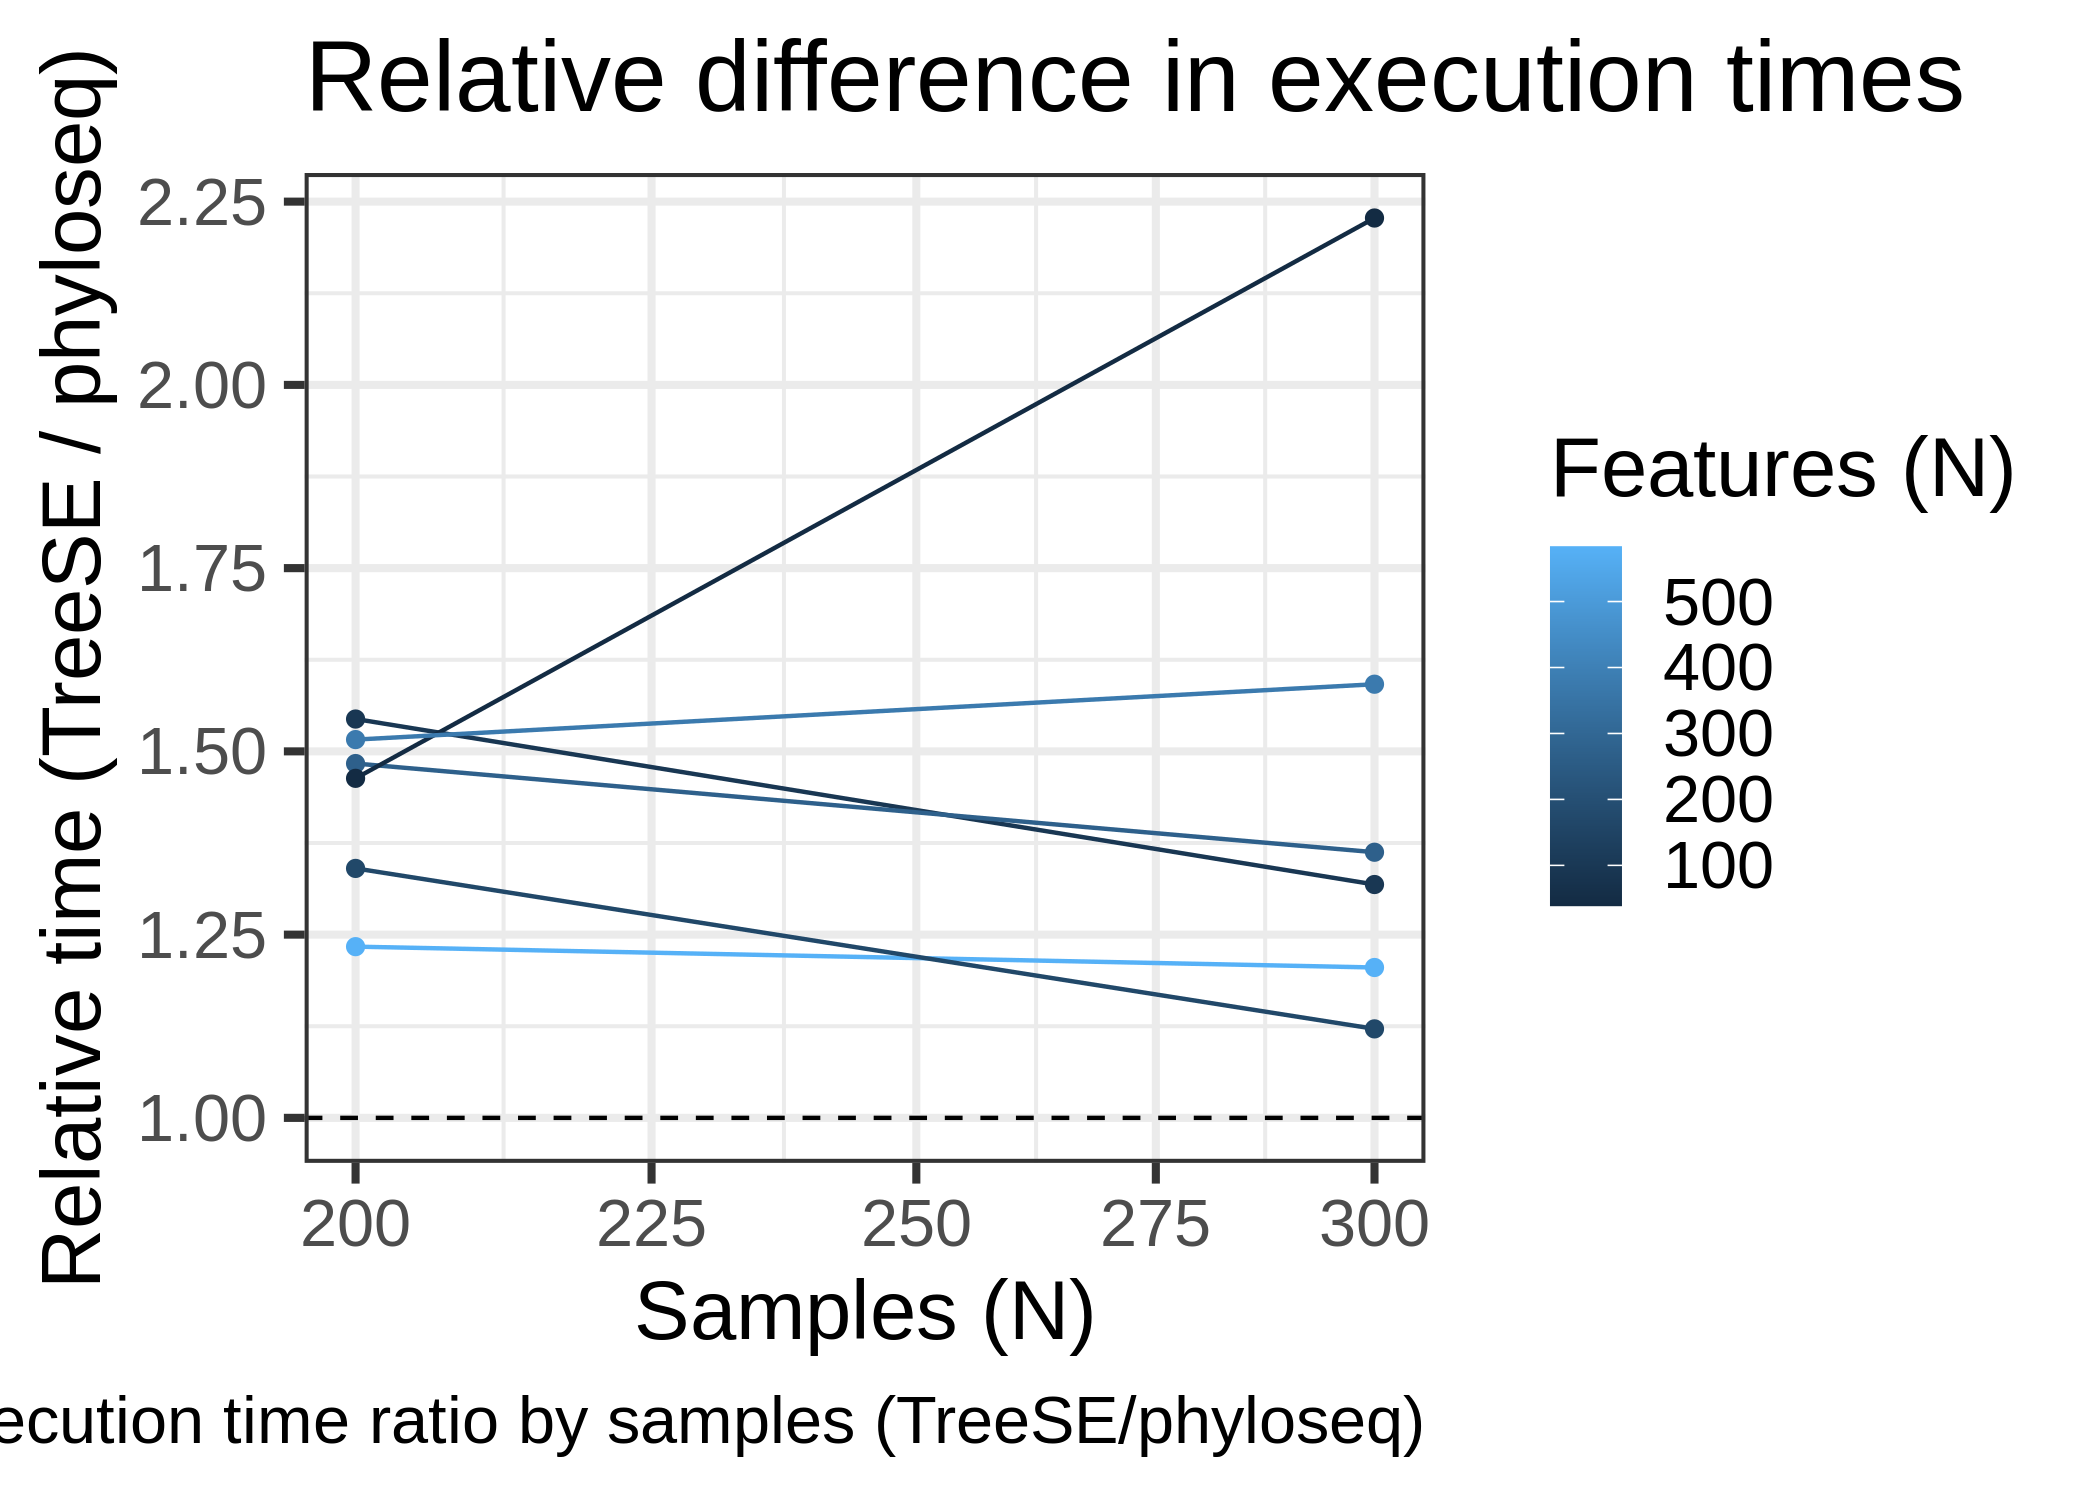 Relative difference in execution times
Relative time (TreeSE / phyloseq)
2.25
2.00
1.75
1.50
1.25
1.00
200 225 250 275 300
Samples (N)
Features (N)
500
400
300
200
100
ecution time ratio by samples (TreeSE/phyloseq)